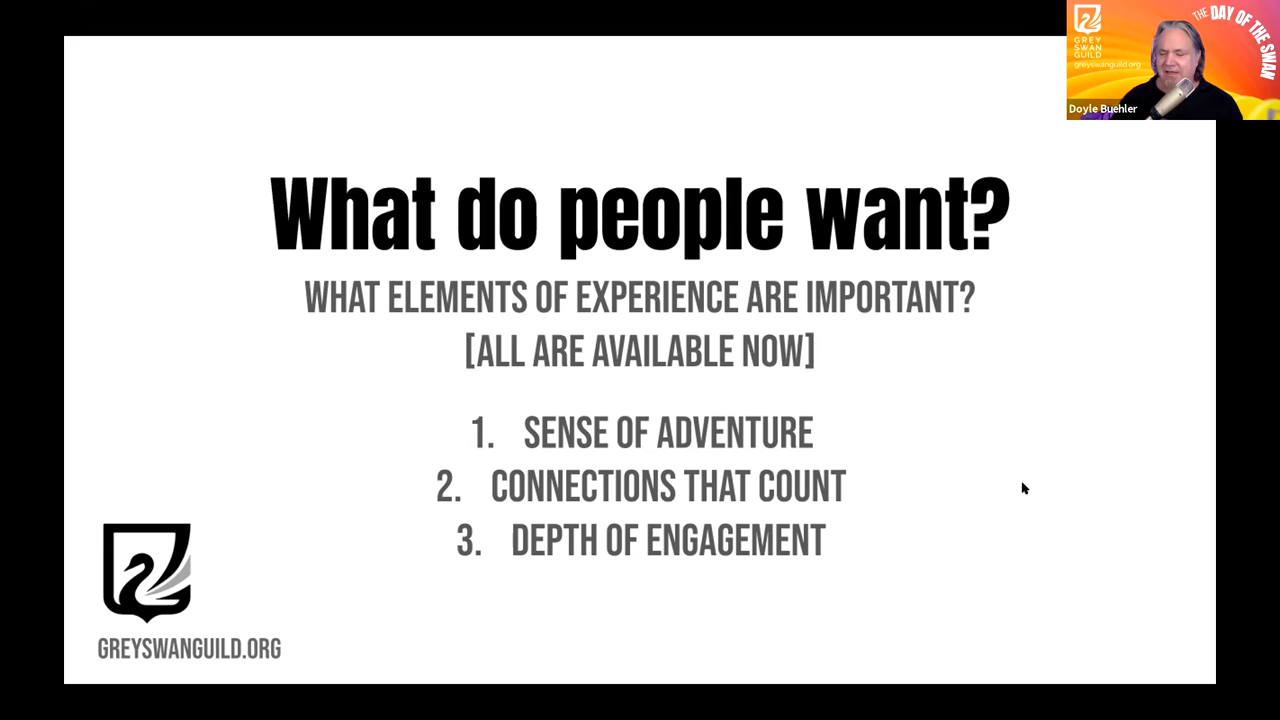 What do people want?
WHAT ELEMENTS OF EXPERIENCE ARE IMPORTANT?
[ALL ARE AVAILABLE NOW]
1. SENSE OF ADVENTURE
2. CONNECTIONS THAT COUNT
3. DEPTH OF ENGAGEMENT
GREYSWANGUILD.ORG
GREY
SWAN
GUILD
greyswanguild.org
THE DAY OF THE SWAN
Doyle Buehler